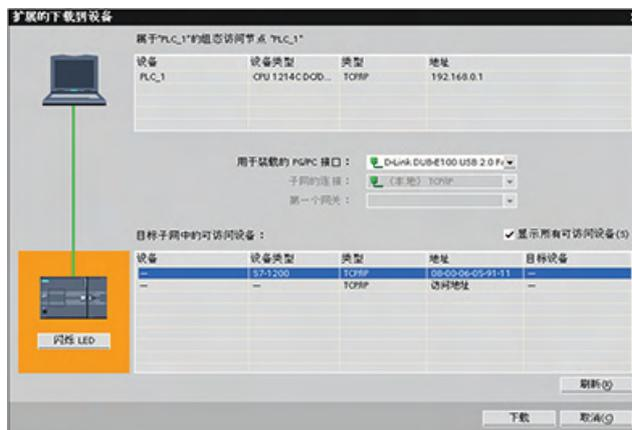 扩展的下载到设备
属于"PLC_1"的组态访问节点 "PLC_1"
设备 设备类型 类型 地址
PLC_1 CPU 1214C DC/D... TCP/IP 192.168.0.1
用于装载的 PG/PC 接口： D-Link DUB-E100 USB 2.0 Fa
子网的连接： （本地） TCP/IP
第一个网关：
目标子网中的可访问设备： 显示所有可访问设备(S)
设备 设备类型 类型 地址 目标设备
— S7-1200 TCP/IP 08-00-06-05-91-11 —
— — TCP/IP 访问地址 —
闪烁 LED
刷新(R)
下载 取消(C)